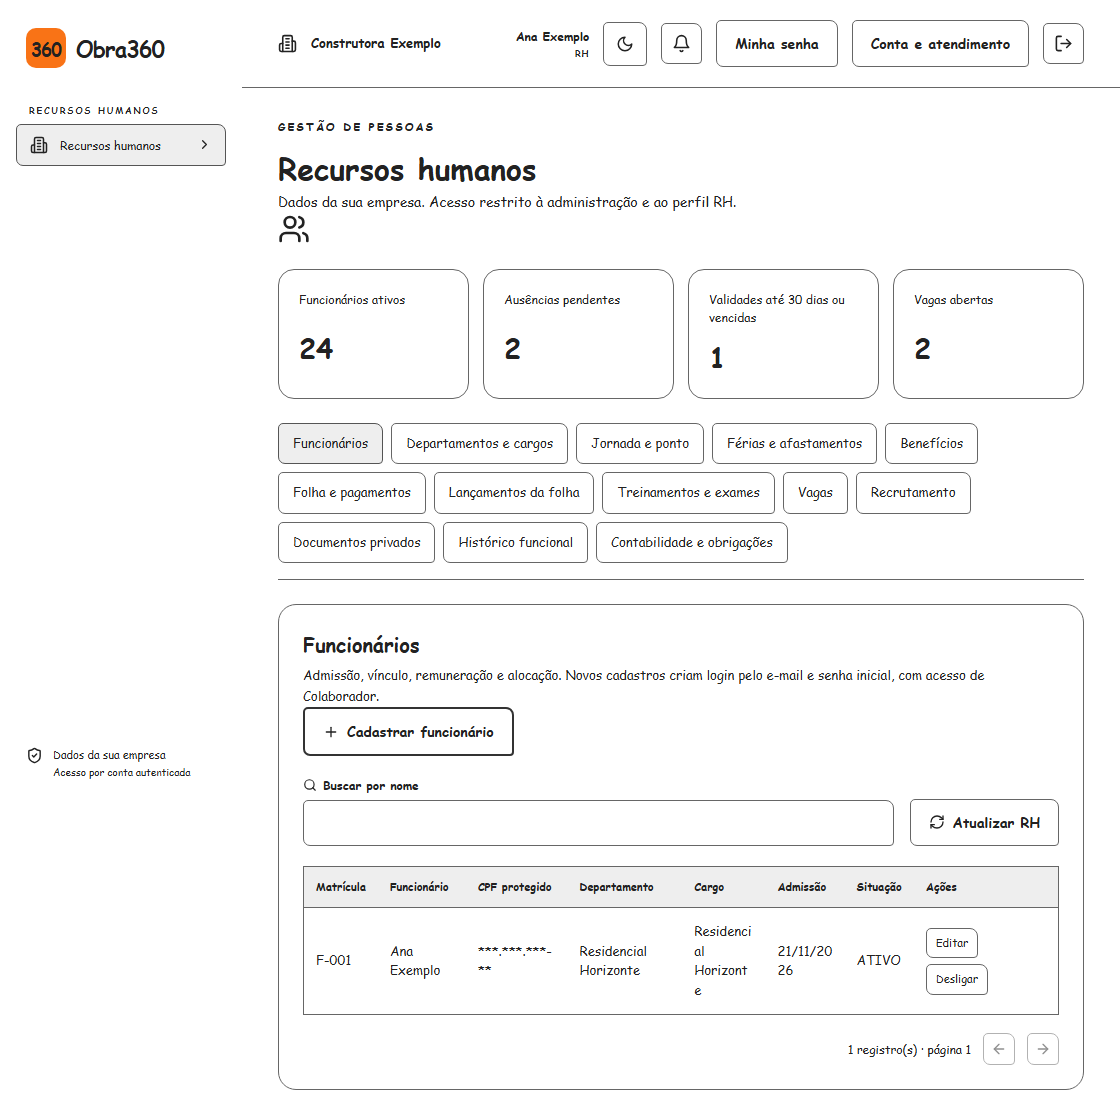 360 Obra360
Construtora Exemplo
Ana Exemplo
RH
Minha senha
Conta e atendimento
RECURSOS HUMANOS
Recursos humanos
GESTÃO DE PESSOAS
Recursos humanos
Dados da sua empresa. Acesso restrito à administração e ao perfil RH.
Funcionários ativos
24
Ausências pendentes
2
Validades até 30 dias ou
vencidas
1
Vagas abertas
2
Funcionários
Departamentos e cargos
Jornada e ponto
Férias e afastamentos
Benefícios
Folha e pagamentos
Lançamentos da folha
Treinamentos e exames
Vagas
Recrutamento
Documentos privados
Histórico funcional
Contabilidade e obrigações
Funcionários
Admissão, vínculo, remuneração e alocação. Novos cadastros criam login pelo e-mail e senha inicial, com acesso de
Colaborador.
Cadastrar funcionário
Buscar por nome
Atualizar RH
Matrícula Funcionário CPF protegido Departamento Cargo Admissão Situação Ações
F-001
Ana
Exemplo
***.***.***-
**
Residencial
Horizonte
Residenci
al
Horizont
e
21/11/20
26
ATIVO
Editar
Desligar
1 registro(s) · página 1
Dados da sua empresa
Acesso por conta autenticada